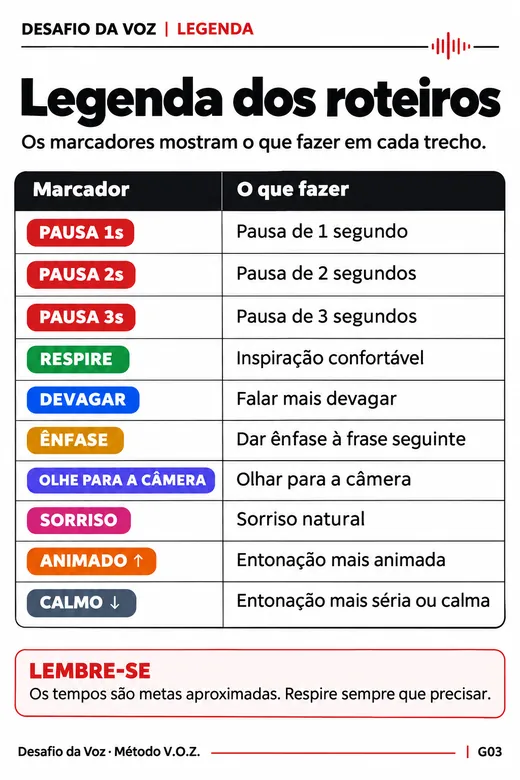 DESAFIO DA VOZ | LEGENDA
Legenda dos roteiros
Os marcadores mostram o que fazer em cada trecho.
Marcador O que fazer
PAUSA 1s Pausa de 1 segundo
PAUSA 2s Pausa de 2 segundos
PAUSA 3s Pausa de 3 segundos
RESPIRE Inspiração confortável
DEVAGAR Falar mais devagar
ÊNFASE Dar ênfase à frase seguinte
OLHE PARA A CÂMERA Olhar para a câmera
SORRISO Sorriso natural
ANIMADO ↑ Entonação mais animada
CALMO ↓ Entonação mais séria ou calma
LEMBRE-SE
Os tempos são metas aproximadas. Respire sempre que precisar.
Desafio da Voz · Método V.O.Z. | G03